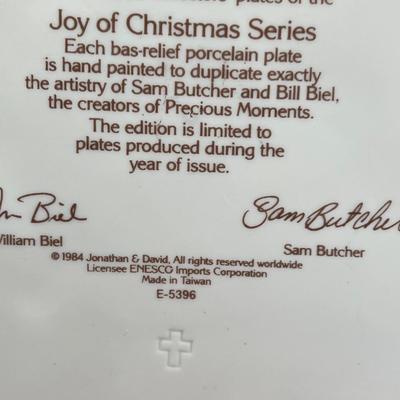 plates of the
Joy of Christmas Series
Each bas-relief porcelain plate
is hand painted to duplicate exactly
the artistry of Sam Butcher and Bill Biel,
the creators of Precious Moments.
The edition is limited to
plates produced during the
year of issue.
Biel
Sam Butcher
William Biel
Sam Butcher
© 1984 Jonathan & David, All rights reserved worldwide
Licensee ENESCO Imports Corporation
Made in Taiwan
E-5396